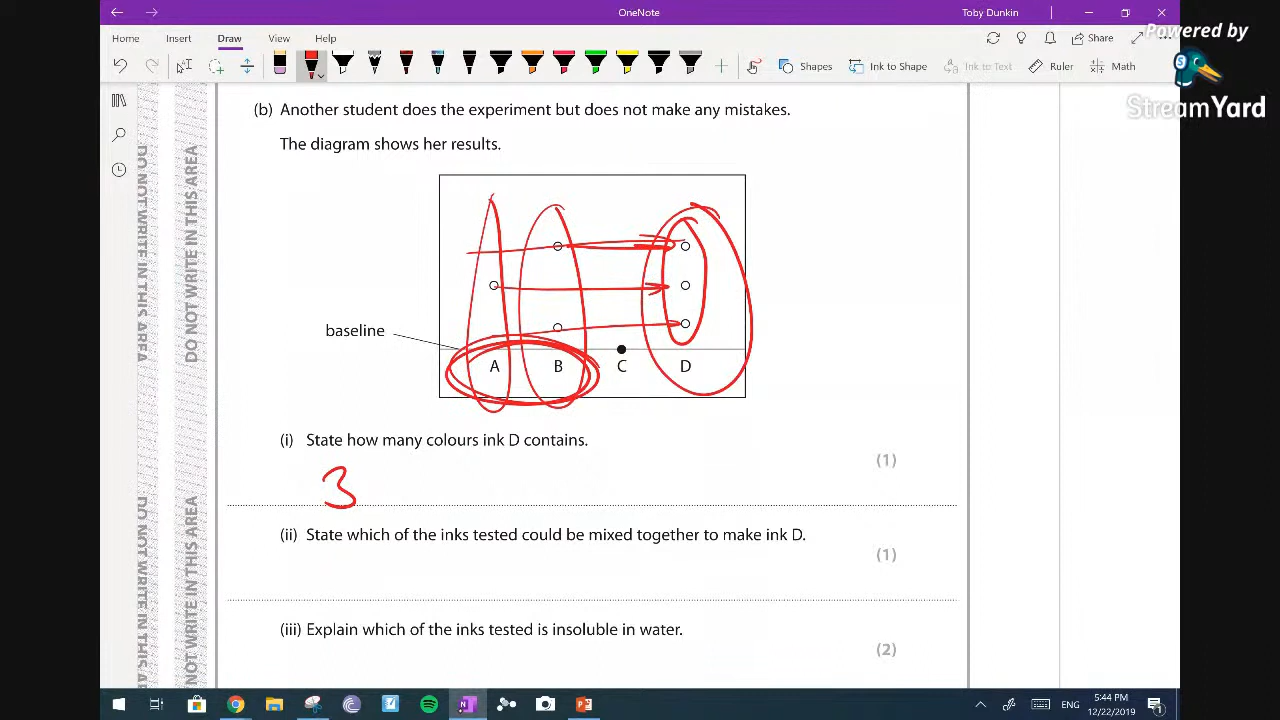 OneNote
Toby Dunkin
Powered by
StreamYard
Home Insert Draw View Share
Shapes Ink to Shape Ink to Text Ruler Math
DO NOT WRITE IN THIS AREA
DO NOT WRITE IN THIS AREA
(b) Another student does the experiment but does not make any mistakes.
The diagram shows her results.
baseline
A B C D
(i) State how many colours ink D contains.
(1)
3
(ii) State which of the inks tested could be mixed together to make ink D.
(1)
DO NOT WRITE IN THIS AR
NOT WRITE IN THIS AREA
(iii) Explain which of the inks tested is insoluble in water.
(2)
ENG
5:44 PM
12/22/2019